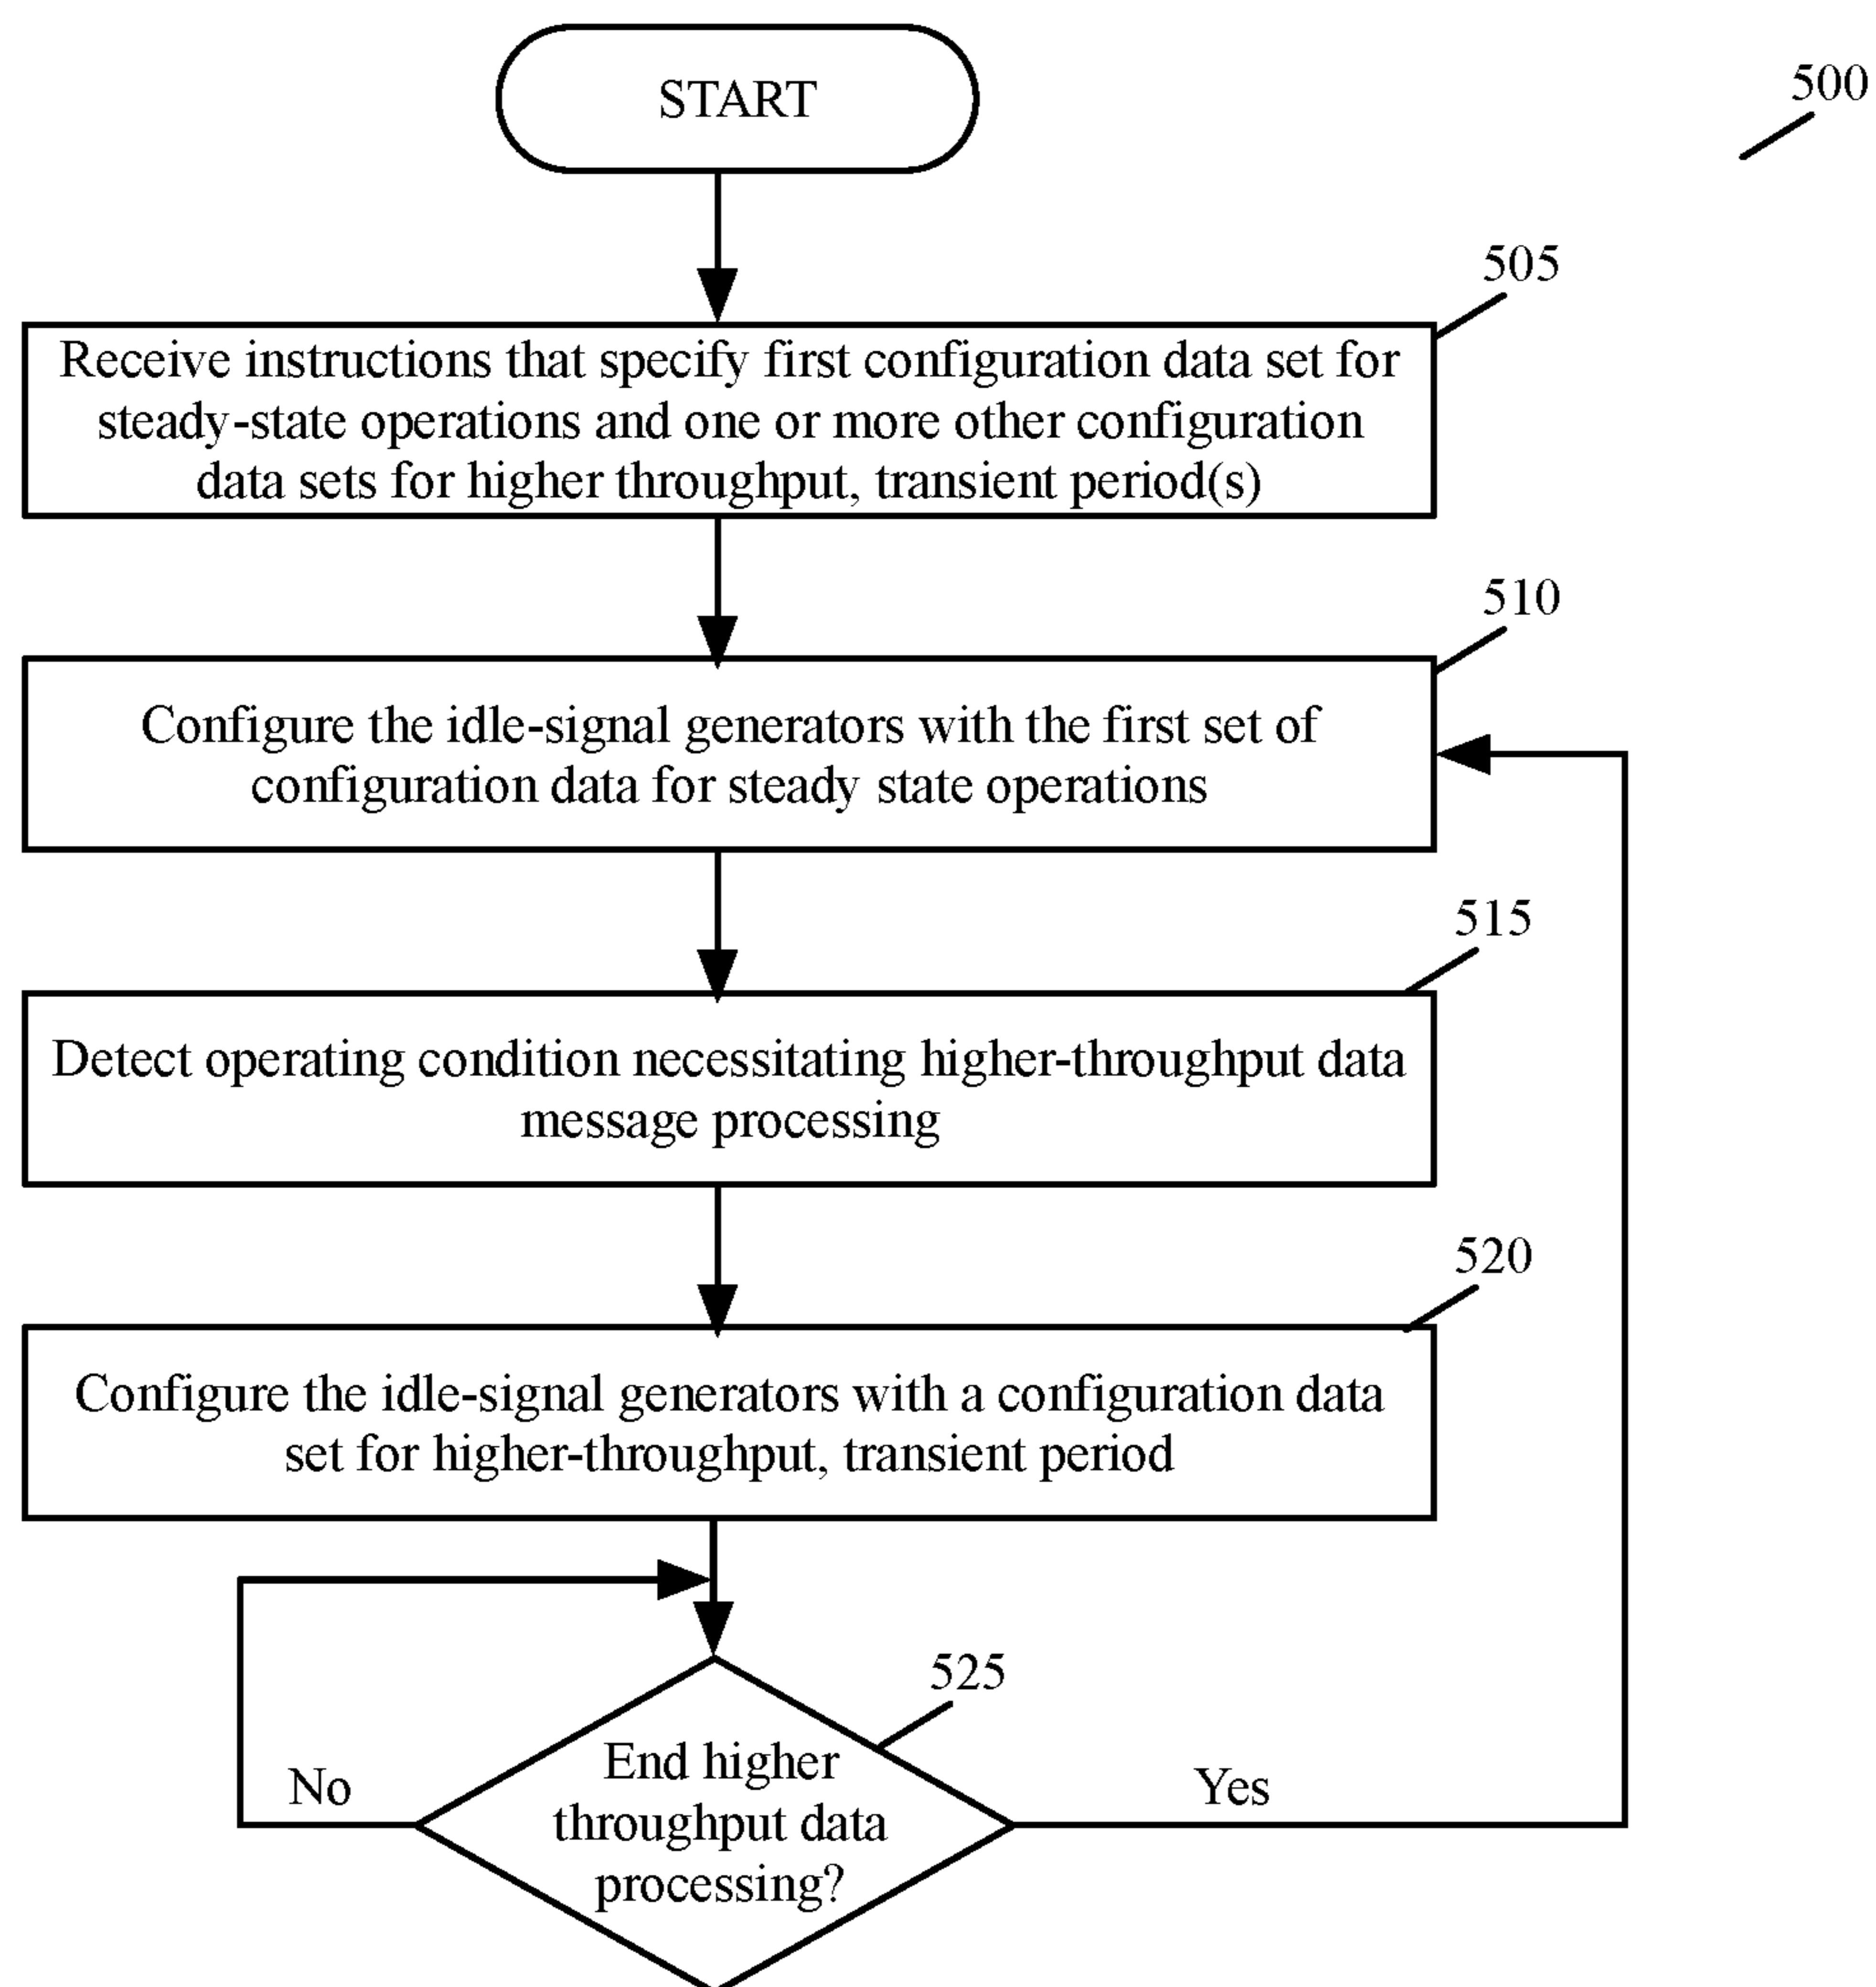 START
500
505
Receive instructions that specify first configuration data set for
steady-state operations and one or more other configuration
data sets for higher throughput, transient period(s)
510
Configure the idle-signal generators with the first set of
configuration data for steady state operations
515
Detect operating condition necessitating higher-throughput data
message processing
520
Configure the idle-signal generators with a configuration data
set for higher-throughput, transient period
525
End higher
throughput data
processing?
No
Yes